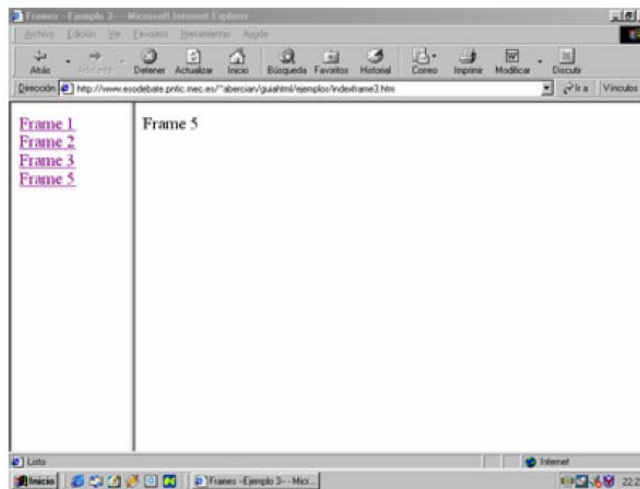 Frames - Ejemplo 3- - Microsoft Internet Explorer
Archivo Edición Ver Favoritos Herramientas Ayuda
Atrás Adelante Detener Actualizar Inicio Búsqueda Favoritos Historial Correo Imprimir Modificar Discutir
Dirección http://www.esodebate.pntic.mec.es/~abercian/guiahtml/ejemplos/indexframe3.htm Ir a Vínculos
Frame 1
Frame 2
Frame 3
Frame 5
Frame 5
Listo Internet
Inicio Frames -Ejemplo 3- - Micr...